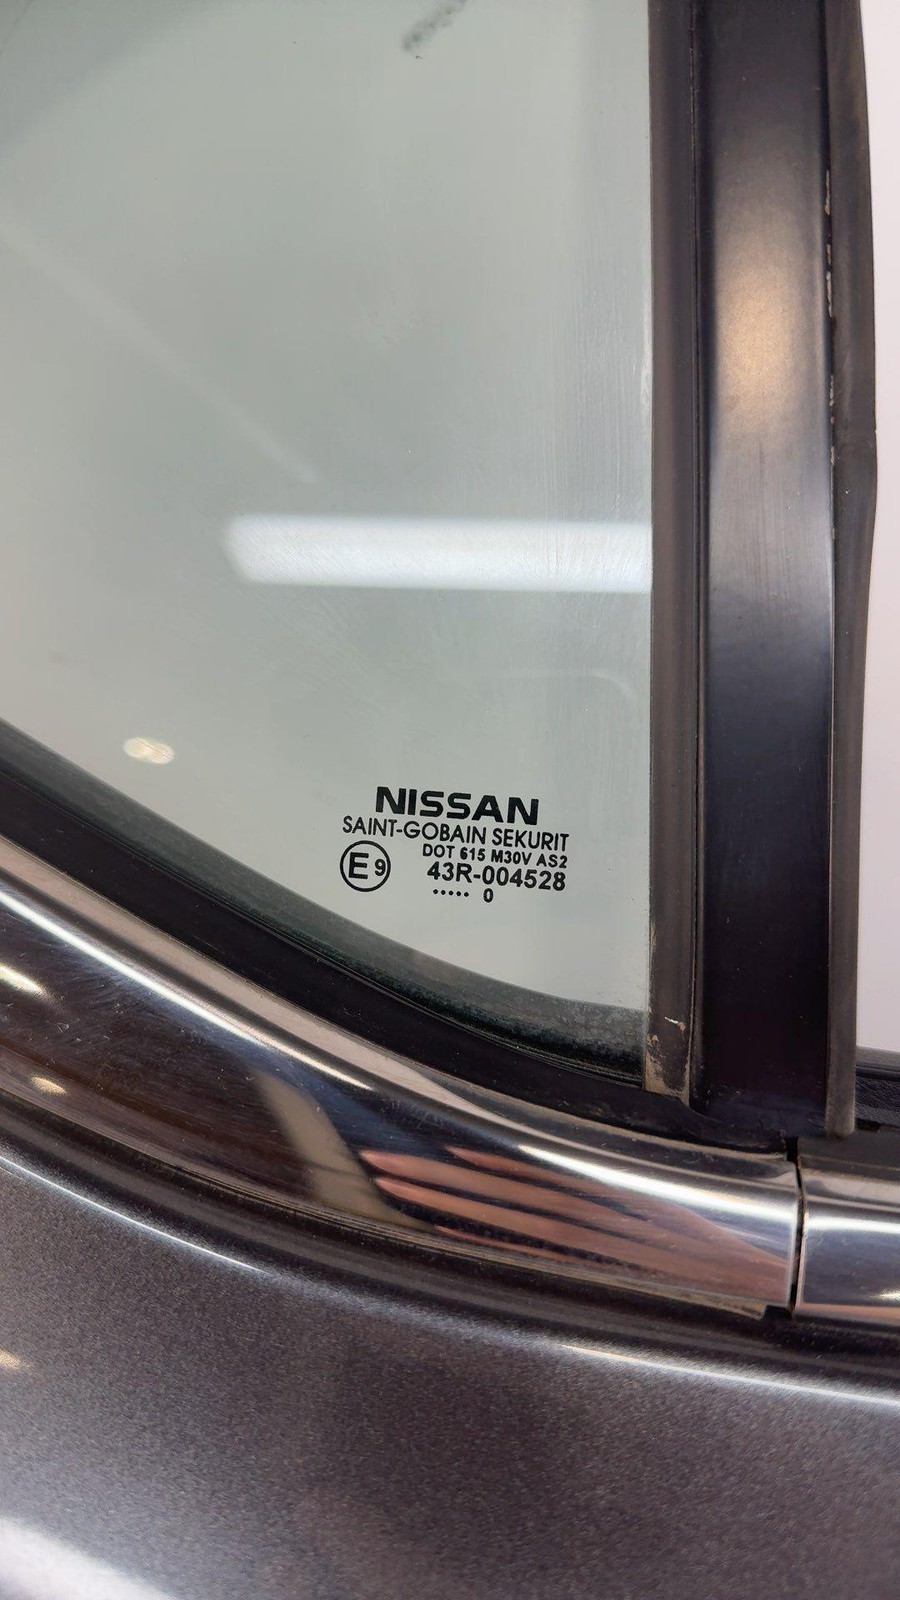 NISSAN
SAINT-GOBAIN SEKURIT
DOT 615 M30V AS2
E9 43R-004528
..... 0